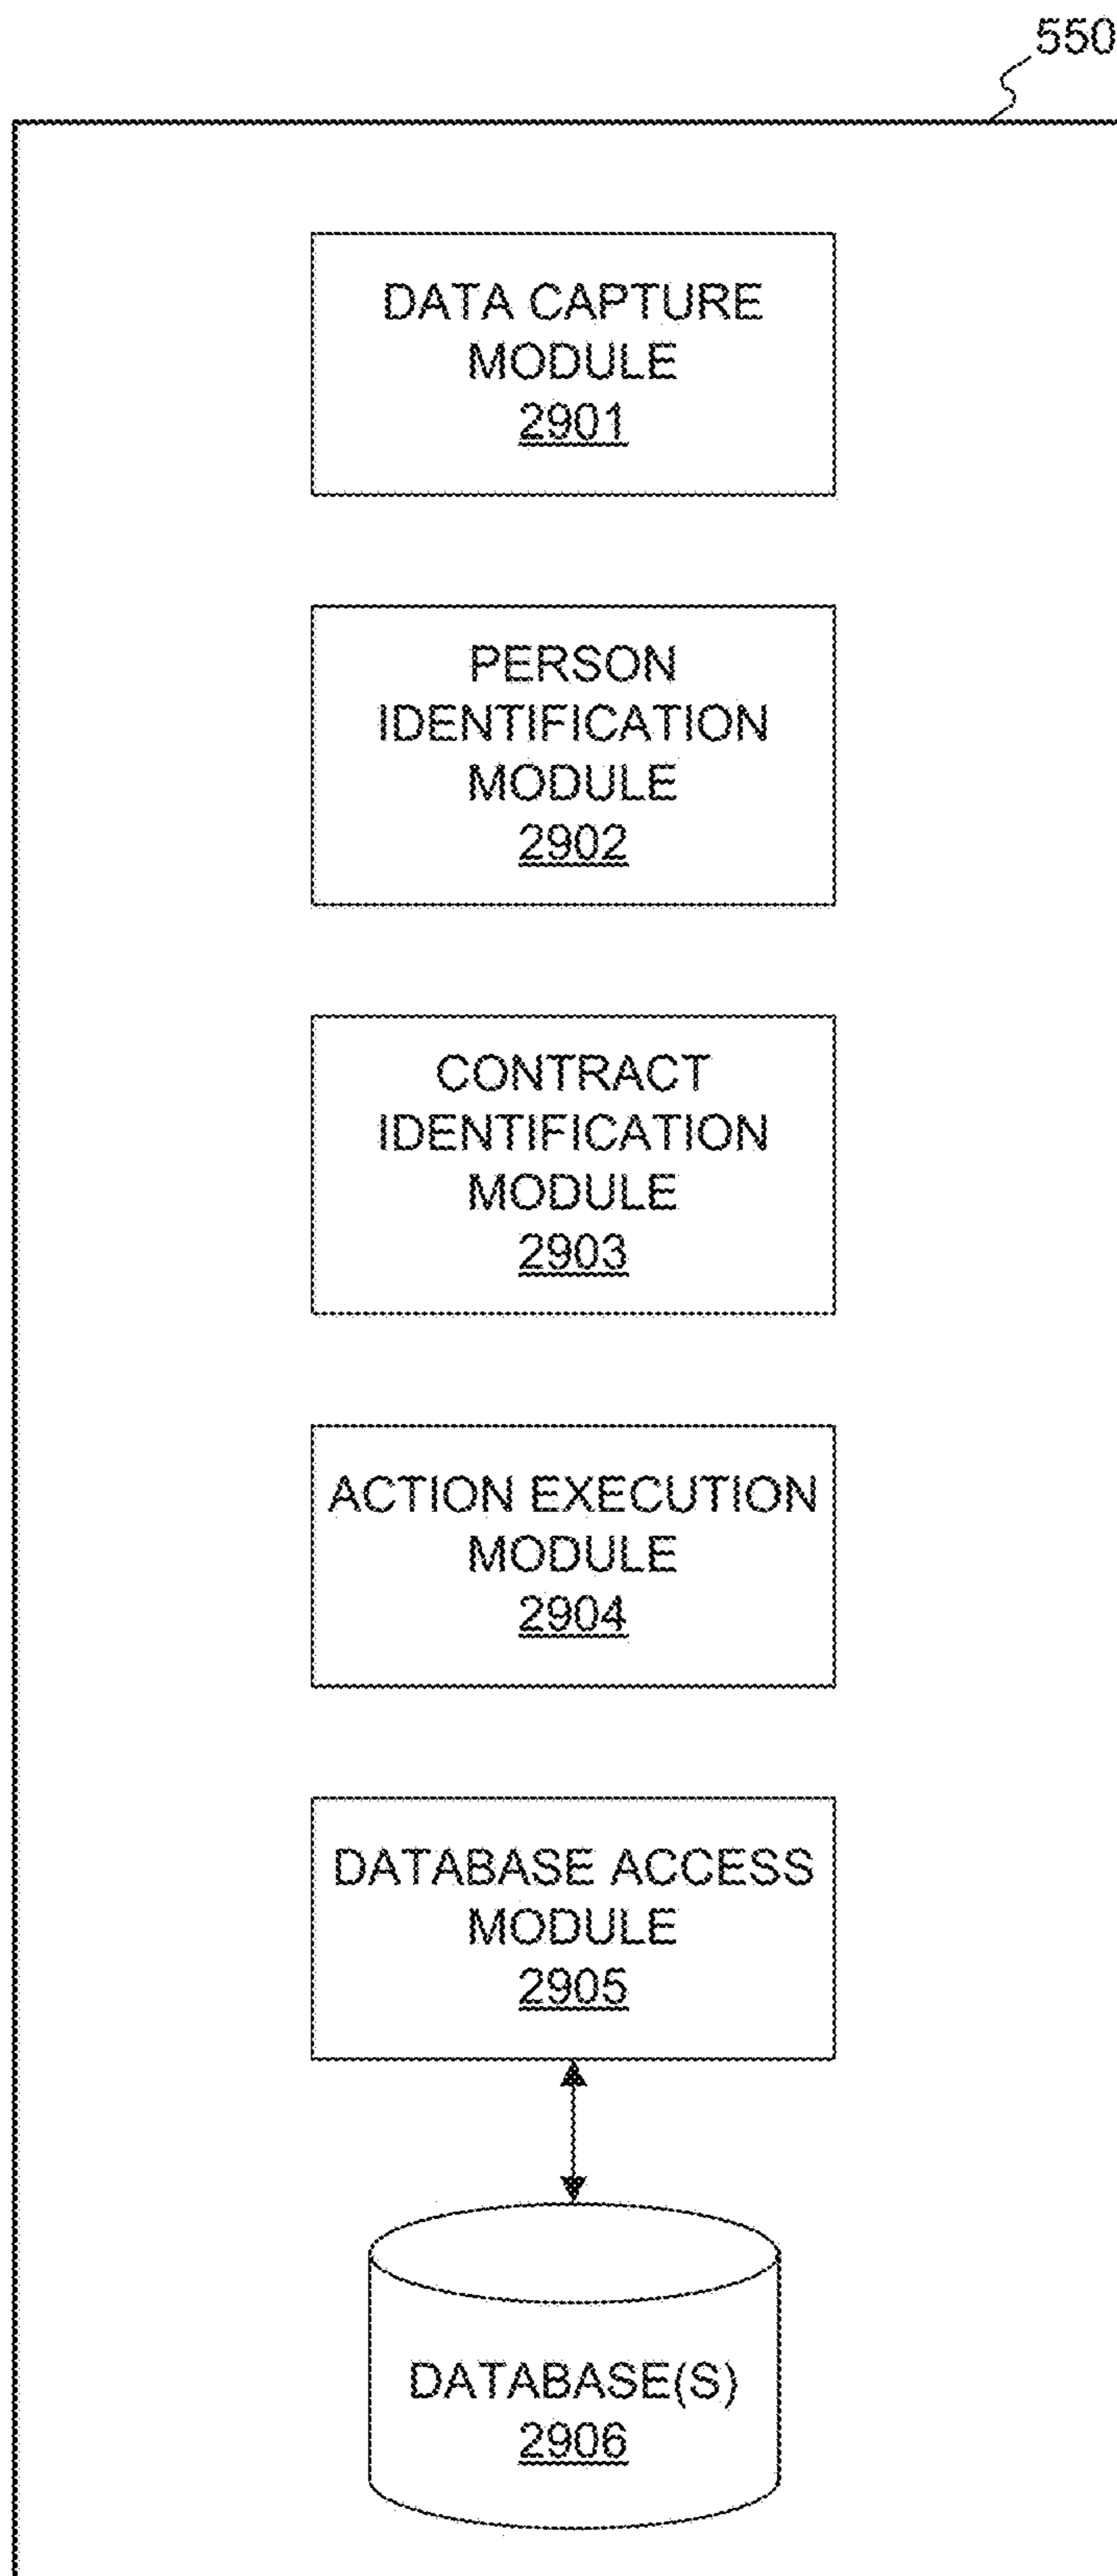 550
DATA CAPTURE
MODULE
2901
PERSON
IDENTIFICATION
MODULE
2902
CONTRACT
IDENTIFICATION
MODULE
2903
ACTION EXECUTION
MODULE
2904
DATABASE ACCESS
MODULE
2905
DATABASE(S)
2906